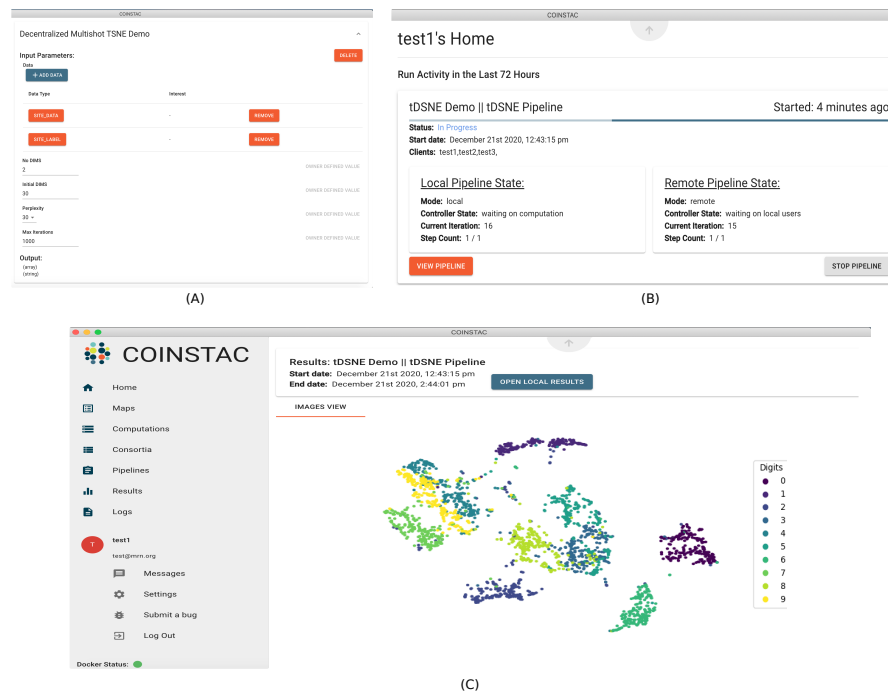 COINSTAC
Decentralized Multishot TSNE Demo
Input Parameters:
DELETE
Data
+ ADD DATA
Data Type Interest
SITE_DATA - REMOVE
SITE_LABEL - REMOVE
No DIMS
2 OWNER DEFINED VALUE
Initial DIMS
30 OWNER DEFINED VALUE
Perplexity
30 OWNER DEFINED VALUE
Max Iterations
1000 OWNER DEFINED VALUE
Output:
(array)
(string)
(A)
COINSTAC
test1's Home
Run Activity in the Last 72 Hours
tDSNE Demo || tDSNE Pipeline Started: 4 minutes ago
Status: In Progress
Start date: December 21st 2020, 12:43:15 pm
Clients: test1,test2,test3,
Local Pipeline State:
Mode: local
Controller State: waiting on computation
Current Iteration: 16
Step Count: 1 / 1
Remote Pipeline State:
Mode: remote
Controller State: waiting on local users
Current Iteration: 15
Step Count: 1 / 1
VIEW PIPELINE STOP PIPELINE
(B)
COINSTAC
COINSTAC
Home
Maps
Computations
Consortia
Pipelines
Results
Logs
T
test1
test@mrn.org
Messages
Settings
Submit a bug
Log Out
Docker Status:
Results: tDSNE Demo || tDSNE Pipeline
Start date: December 21st 2020, 12:43:15 pm
End date: December 21st 2020, 2:44:01 pm
OPEN LOCAL RESULTS
IMAGES VIEW
Digits
0
1
2
3
4
5
6
7
8
9
(C)